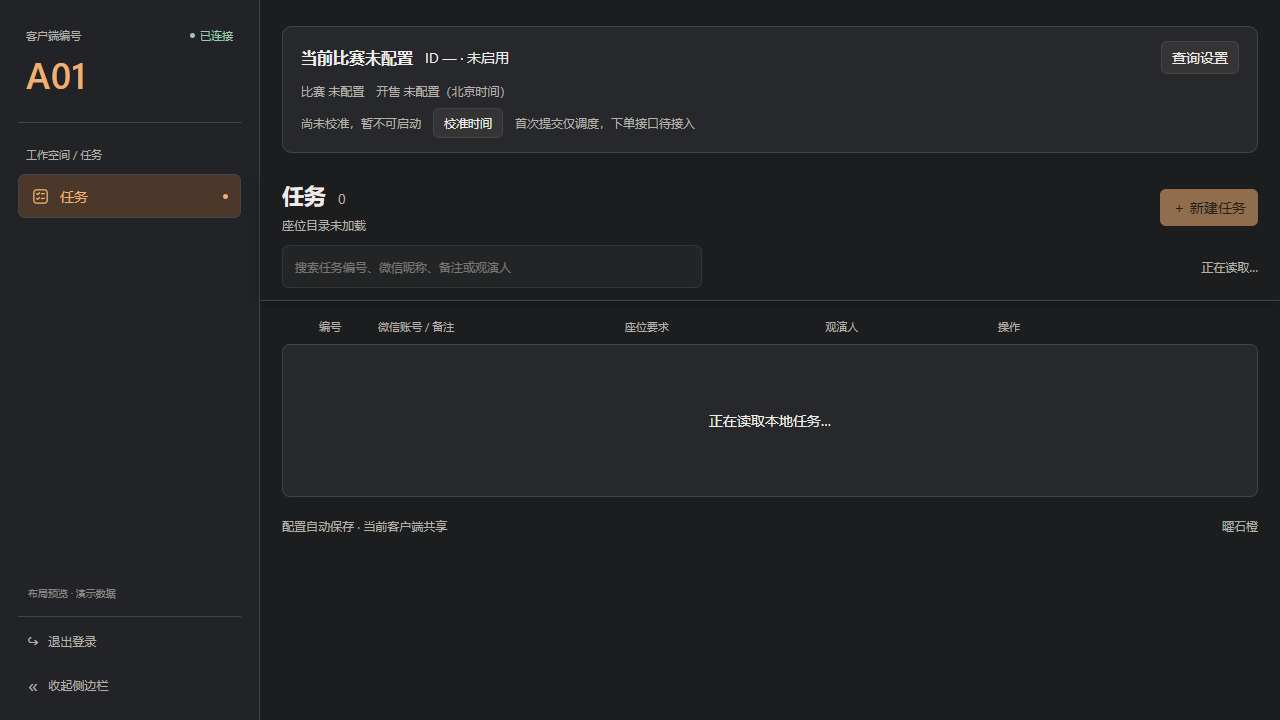 客户端编号
已连接
A01
工作空间 / 任务
任务
布局预览 · 演示数据
退出登录
收起侧边栏
当前比赛未配置 ID — · 未启用
查询设置
比赛 未配置 开售 未配置（北京时间）
尚未校准，暂不可启动 校准时间 首次提交仅调度，下单接口待接入
任务 0
座位目录未加载
＋ 新建任务
搜索任务编号、微信昵称、备注或观演人
正在读取...
编号 微信账号 / 备注 座位要求 观演人 操作
正在读取本地任务...
配置自动保存 · 当前客户端共享
曜石橙